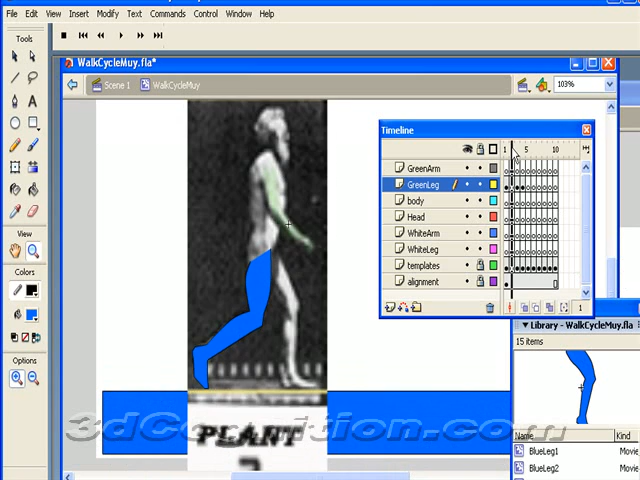 File Edit View Insert Modify Text Commands Control Window Help
Tools
WalkCycleMuy.fla*
Scene 1 WalkCycleMuy 103%
Timeline
1 5 10
GreenArm
GreenLeg
body
Head
WhiteArm
WhiteLeg
templates
alignment
1
View
Colors
Options
Library - WalkCycleMuy.fla
15 items
Name Kind
BlueLeg1 Movie
BlueLeg2 Movie
PLANT